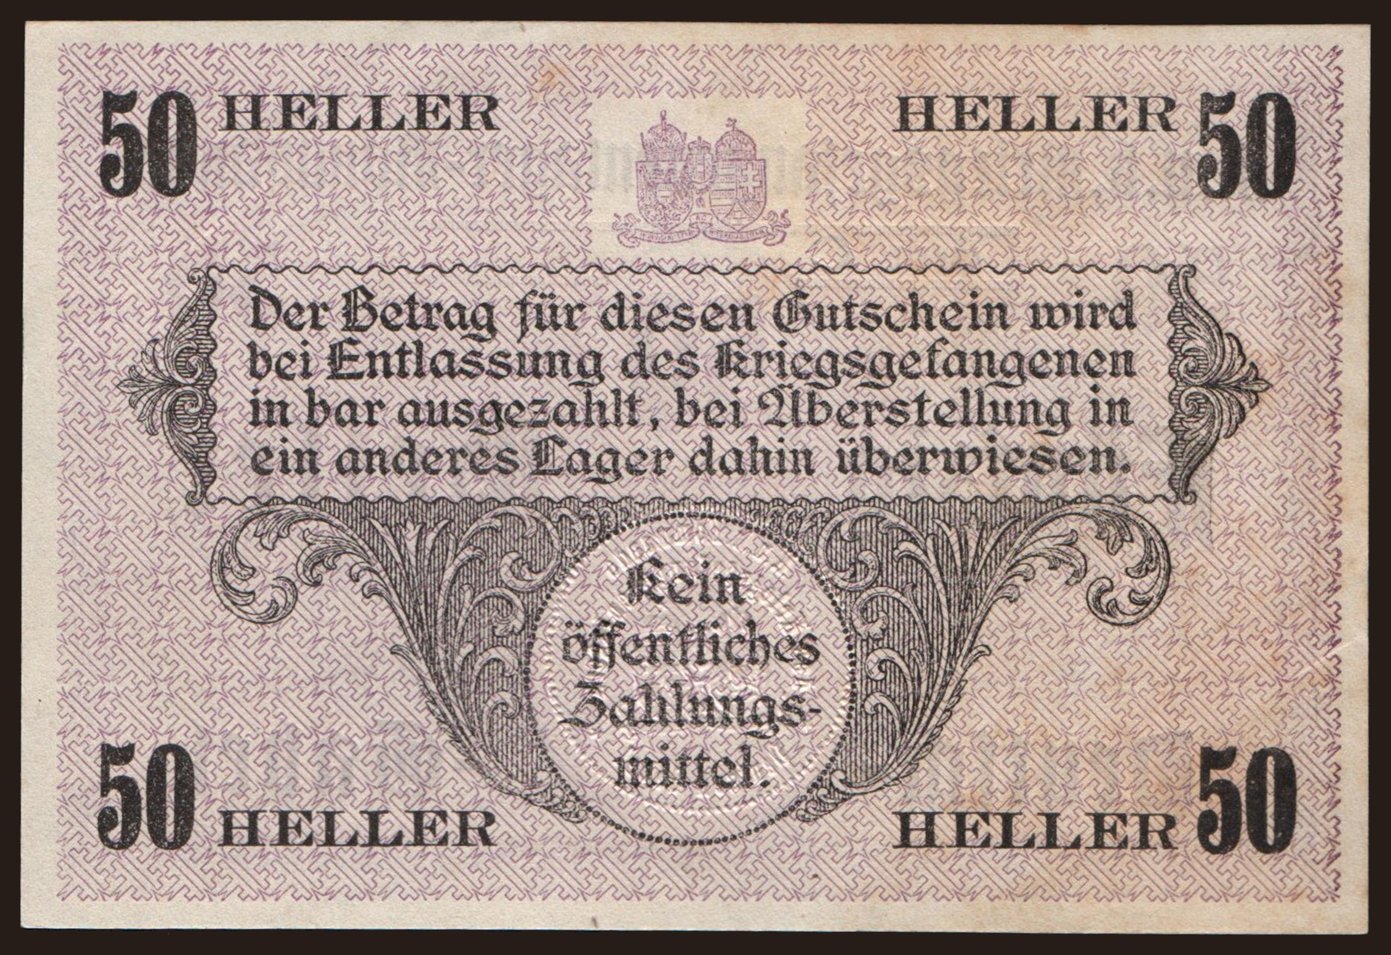 50 HELLER HELLER 50
Der Betrag für diesen Gutschein wird
bei Entlassung des Kriegsgefangenen
in bar ausgezahlt, bei Überstellung in
ein anderes Lager dahin überwiesen.
Kein
öffentliches
Zahlungs-
mittel.
50 HELLER HELLER 50